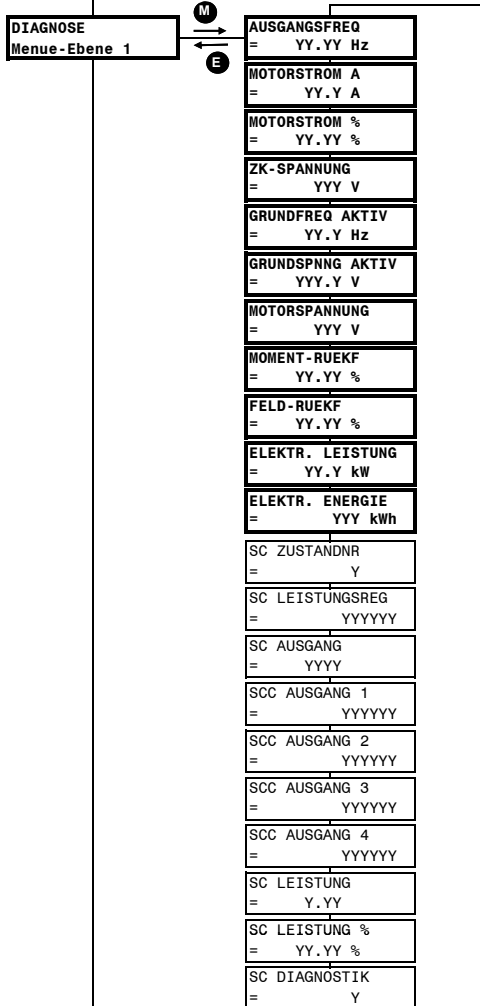 M
DIAGNOSE
Menue-Ebene 1
E
AUSGANGSFREQ
= YY.YY Hz
MOTORSTROM A
= YY.Y A
MOTORSTROM %
= YY.YY %
ZK-SPANNUNG
= YYY V
GRUNDFREQ AKTIV
= YY.Y Hz
GRUNDSPNNG AKTIV
= YYY.Y V
MOTORSPANNUNG
= YYY V
MOMENT-RUEKF
= YY.YY %
FELD-RUEKF
= YY.YY %
ELEKTR. LEISTUNG
= YY.Y kW
ELEKTR. ENERGIE
= YYY kWh
SC ZUSTANDNR
= Y
SC LEISTUNGSREG
= YYYYYY
SC AUSGANG
= YYYY
SCC AUSGANG 1
= YYYYYY
SCC AUSGANG 2
= YYYYYY
SCC AUSGANG 3
= YYYYYY
SCC AUSGANG 4
= YYYYYY
SC LEISTUNG
= Y.YY
SC LEISTUNG %
= YY.YY %
SC DIAGNOSTIK
= Y